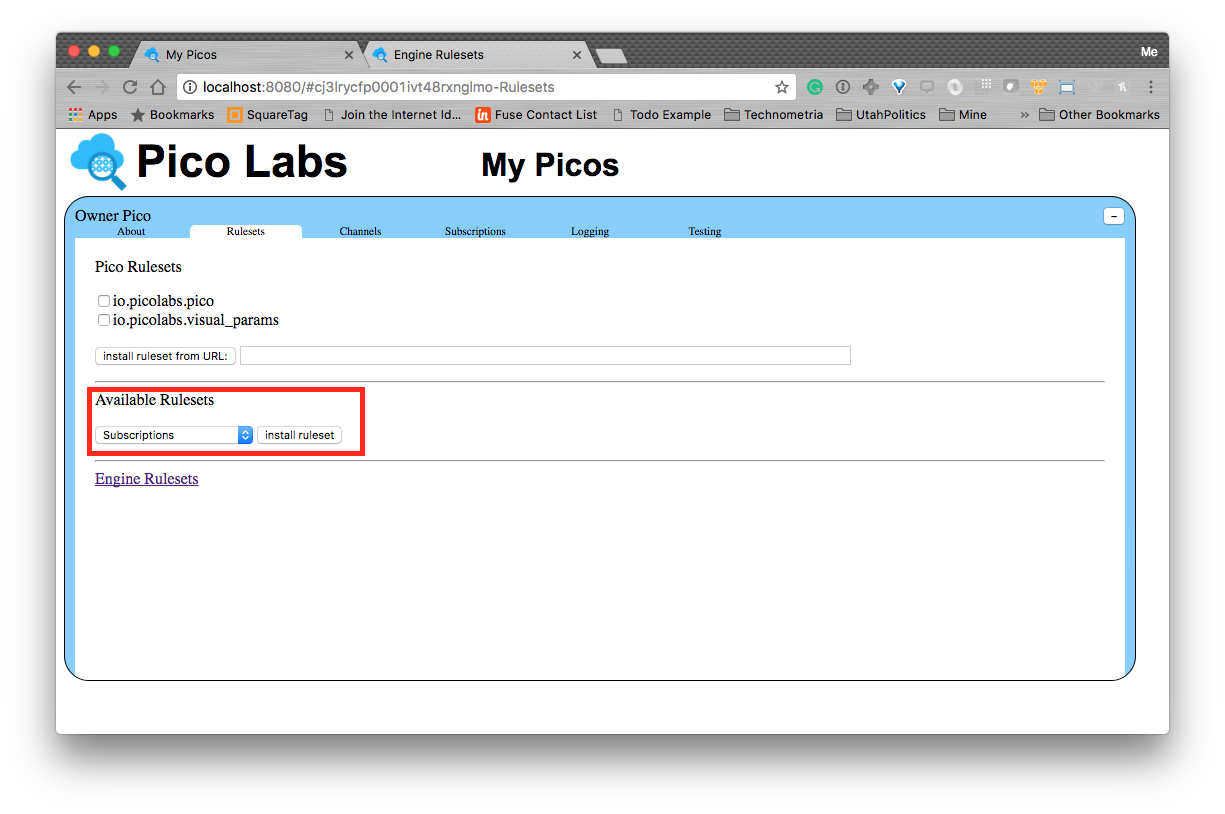 My Picos
Engine Rulesets
Me
localhost:8080/#cj3lrycfp0001ivt48rxnglmo-Rulesets
Apps Bookmarks SquareTag Join the Internet Id... in Fuse Contact List Todo Example Technometria UtahPolitics Mine » Other Bookmarks
Pico Labs My Picos
Owner Pico
About Rulesets Channels Subscriptions Logging Testing
Pico Rulesets
io.picolabs.pico
io.picolabs.visual_params
install ruleset from URL:
Available Rulesets
Subscriptions install ruleset
Engine Rulesets